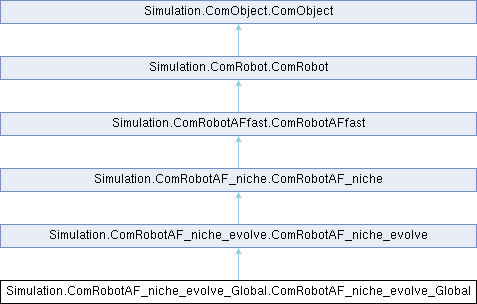 Simulation.ComObject.ComObject
Simulation.ComRobot.ComRobot
Simulation.ComRobotAFfast.ComRobotAFfast
Simulation.ComRobotAF_niche.ComRobotAF_niche
Simulation.ComRobotAF_niche_evolve.ComRobotAF_niche_evolve
Simulation.ComRobotAF_niche_evolve_Global.ComRobotAF_niche_evolve_Global